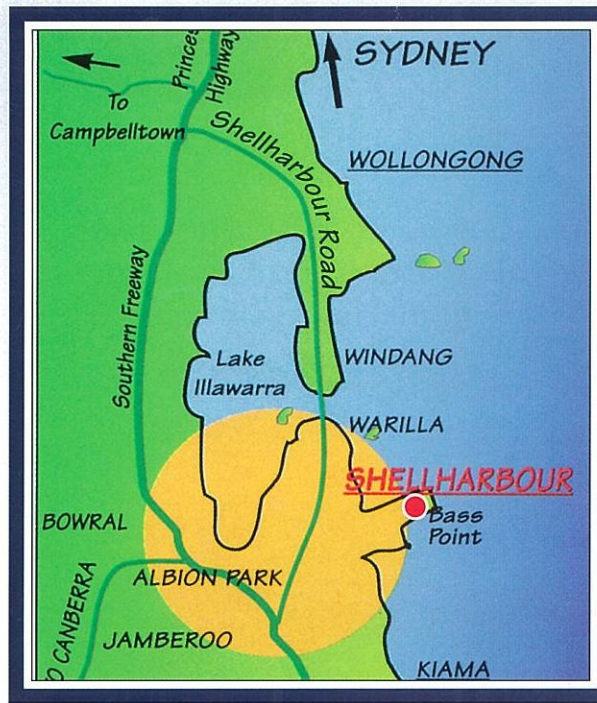 SYDNEY
Princes
Highway
To
Campbelltown
Shellharbour Road
WOLLONGONG
Southern Freeway
Lake
Illawarra
WINDANG
WARILLA
SHELLHARBOUR
Bass
Point
BOWRAL
ALBION PARK
TO CANBERRA
JAMBEROO
KIAMA